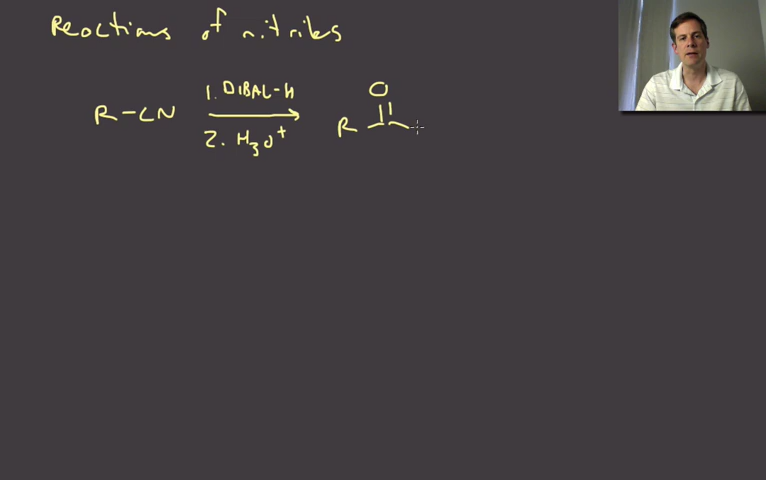 Reactions of nitriles
1. DIBAL-H
R-CN
2. H₃O⁺
O
R